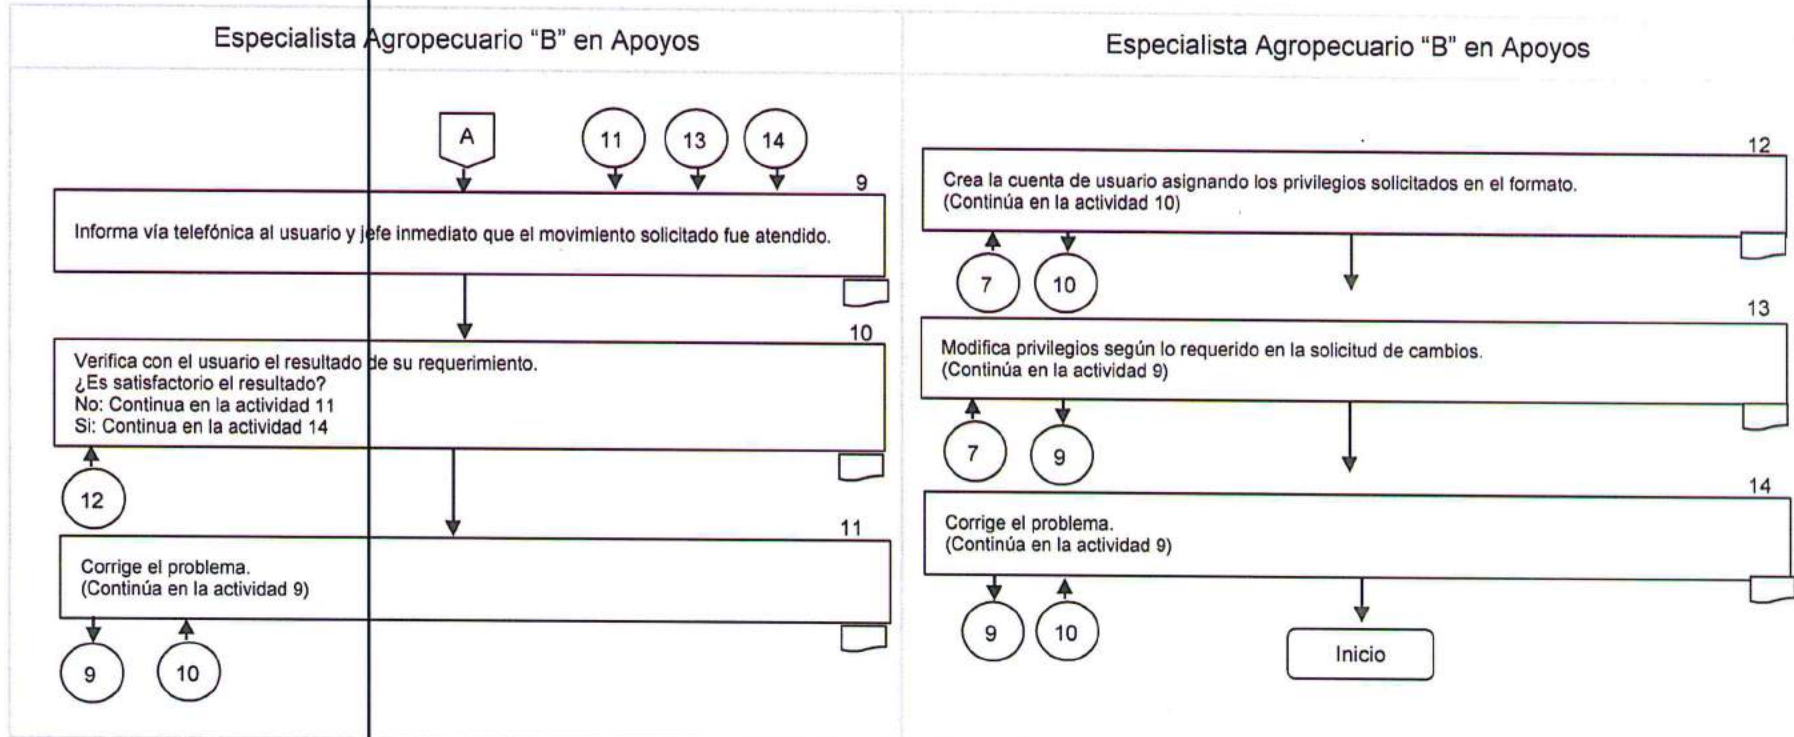 Especialista Agropecuario “B” en Apoyos
A
11
13
14
9
Informa vía telefónica al usuario y jefe inmediato que el movimiento solicitado fue atendido.
10
Verifica con el usuario el resultado de su requerimiento.
¿Es satisfactorio el resultado?
No: Continua en la actividad 11
Si: Continua en la actividad 14
12
11
Corrige el problema.
(Continúa en la actividad 9)
9
10
Especialista Agropecuario “B” en Apoyos
12
Crea la cuenta de usuario asignando los privilegios solicitados en el formato.
(Continúa en la actividad 10)
7
10
13
Modifica privilegios según lo requerido en la solicitud de cambios.
(Continúa en la actividad 9)
7
9
14
Corrige el problema.
(Continúa en la actividad 9)
9
10
Inicio